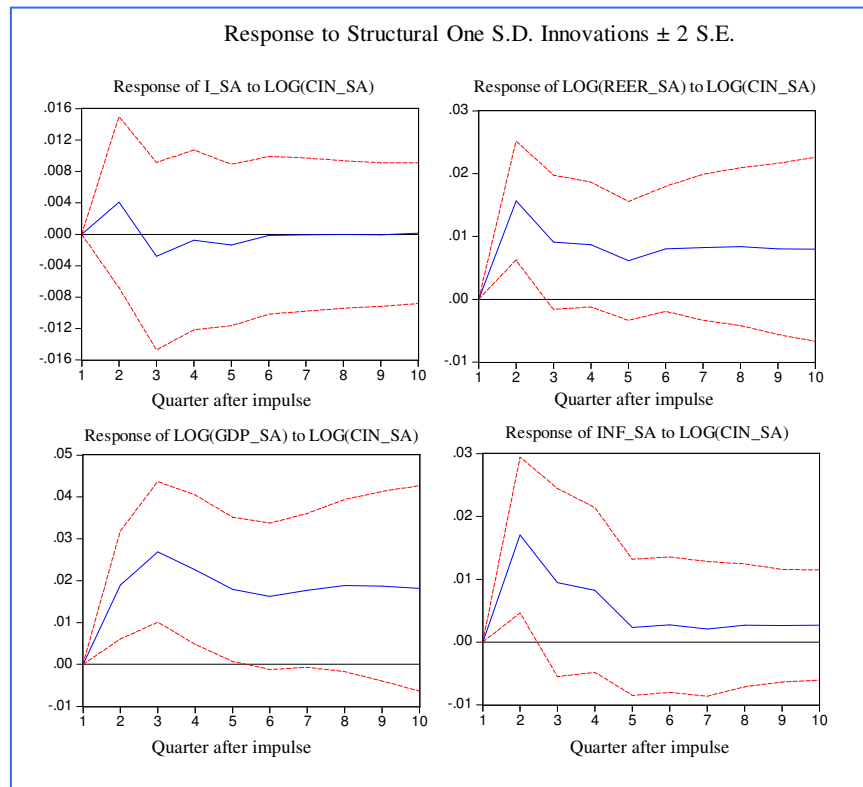 Response to Structural One S.D. Innovations ± 2 S.E.
Response of I_SA to LOG(CIN_SA)
.016
.012
.008
.004
.000
-.004
-.008
-.012
-.016
1 2 3 4 5 6 7 8 9 10
Quarter after impulse
Response of LOG(REER_SA) to LOG(CIN_SA)
.03
.02
.01
.00
-.01
1 2 3 4 5 6 7 8 9 10
Quarter after impulse
Response of LOG(GDP_SA) to LOG(CIN_SA)
.05
.04
.03
.02
.01
.00
-.01
1 2 3 4 5 6 7 8 9 10
Quarter after impulse
Response of INF_SA to LOG(CIN_SA)
.03
.02
.01
.00
-.01
1 2 3 4 5 6 7 8 9 10
Quarter after impulse